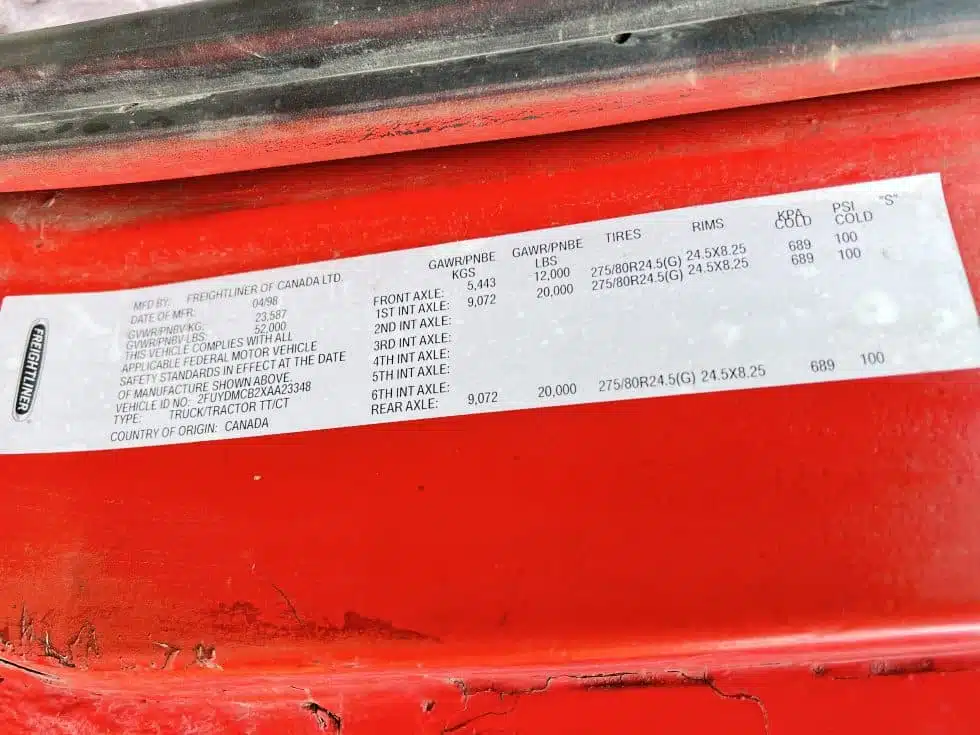 FREIGHTLINER
MFD BY: FREIGHTLINER OF CANADA LTD.
DATE OF MFR: 04/98
GVWR/PNBV-KG: 23,587
GVWR/PNBV-LBS: 52,000
THIS VEHICLE COMPLIES WITH ALL
APPLICABLE FEDERAL MOTOR VEHICLE
SAFETY STANDARDS IN EFFECT AT THE DATE
OF MANUFACTURE SHOWN ABOVE.
VEHICLE ID NO: 2FUYDMCB2XAA23348
TYPE: TRUCK/TRACTOR TT/CT
COUNTRY OF ORIGIN: CANADA
GAWR/PNBE GAWR/PNBE TIRES RIMS KPA PSI "S"
KGS LBS COLD COLD
FRONT AXLE: 5,443 12,000 275/80R24.5(G) 24.5X8.25 689 100
1ST INT AXLE: 9,072 20,000 275/80R24.5(G) 24.5X8.25 689 100
2ND INT AXLE:
3RD INT AXLE:
4TH INT AXLE:
5TH INT AXLE:
6TH INT AXLE:
REAR AXLE: 9,072 20,000 275/80R24.5(G) 24.5X8.25 689 100